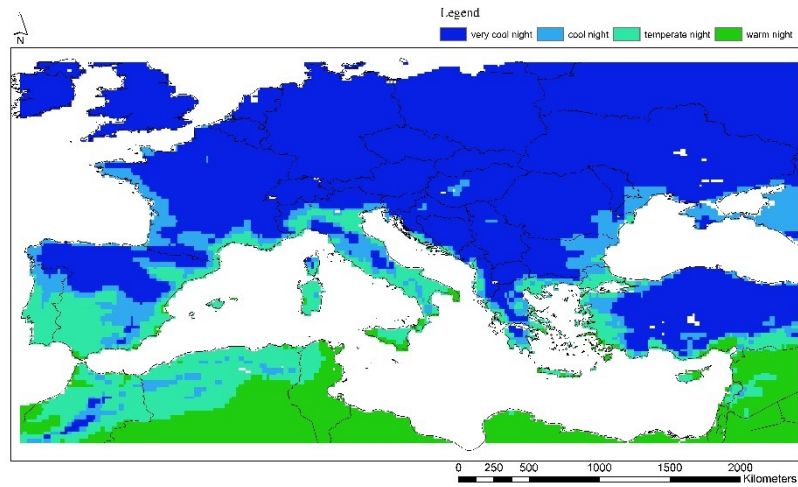 Legend
very cool night cool night temperate night warm night
N
0 250 500 1000 1500 2000
Kilometers